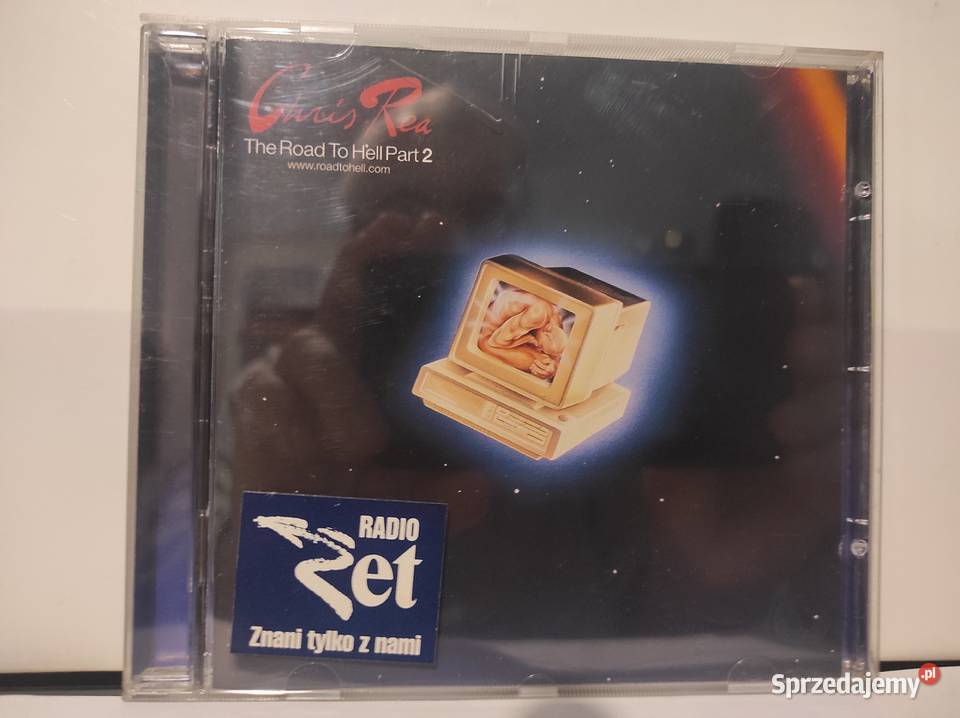 Chris Rea
The Road To Hell Part 2
www.roadtohell.com
RADIO
Zet
Znani tylko z nami
Sprzedajemy.pl